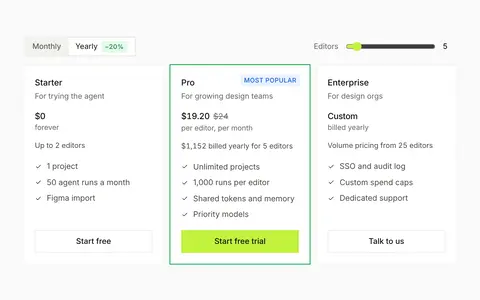 Monthly Yearly −20% Editors 5
Starter
For trying the agent
$0
forever
Up to 2 editors
1 project
50 agent runs a month
Figma import
Start free
Pro
MOST POPULAR
For growing design teams
$19.20 $24
per editor, per month
$1,152 billed yearly for 5 editors
Unlimited projects
1,000 runs per editor
Shared tokens and memory
Priority models
Start free trial
Enterprise
For design orgs
Custom
billed yearly
Volume pricing from 25 editors
SSO and audit log
Custom spend caps
Dedicated support
Talk to us